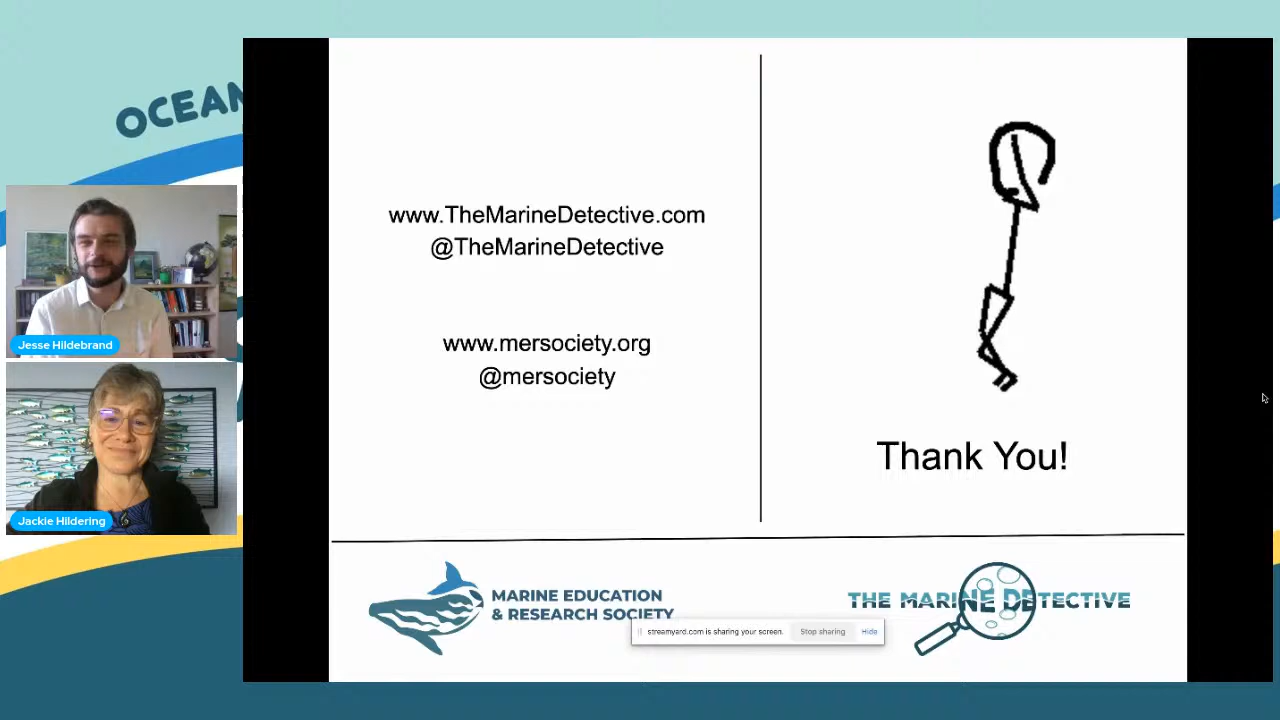 OCEAN
Jesse Hildebrand
Jackie Hildering
www.TheMarineDetective.com
@TheMarineDetective
www.mersociety.org
@mersociety
Thank You!
MARINE EDUCATION
& RESEARCH SOCIETY
THE MARINE DETECTIVE
streamyard.com is sharing your screen. Stop sharing Hide